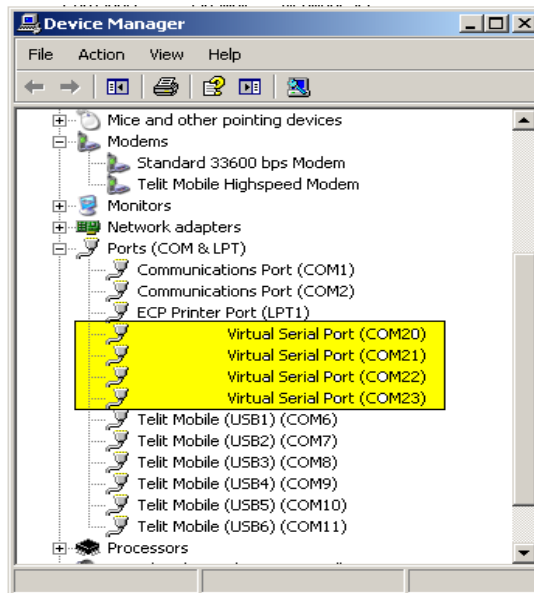 Device Manager
File Action View Help
Mice and other pointing devices
Modems
Standard 33600 bps Modem
Telit Mobile Highspeed Modem
Monitors
Network adapters
Ports (COM & LPT)
Communications Port (COM1)
Communications Port (COM2)
ECP Printer Port (LPT1)
Virtual Serial Port (COM20)
Virtual Serial Port (COM21)
Virtual Serial Port (COM22)
Virtual Serial Port (COM23)
Telit Mobile (USB1) (COM6)
Telit Mobile (USB2) (COM7)
Telit Mobile (USB3) (COM8)
Telit Mobile (USB4) (COM9)
Telit Mobile (USB5) (COM10)
Telit Mobile (USB6) (COM11)
Processors